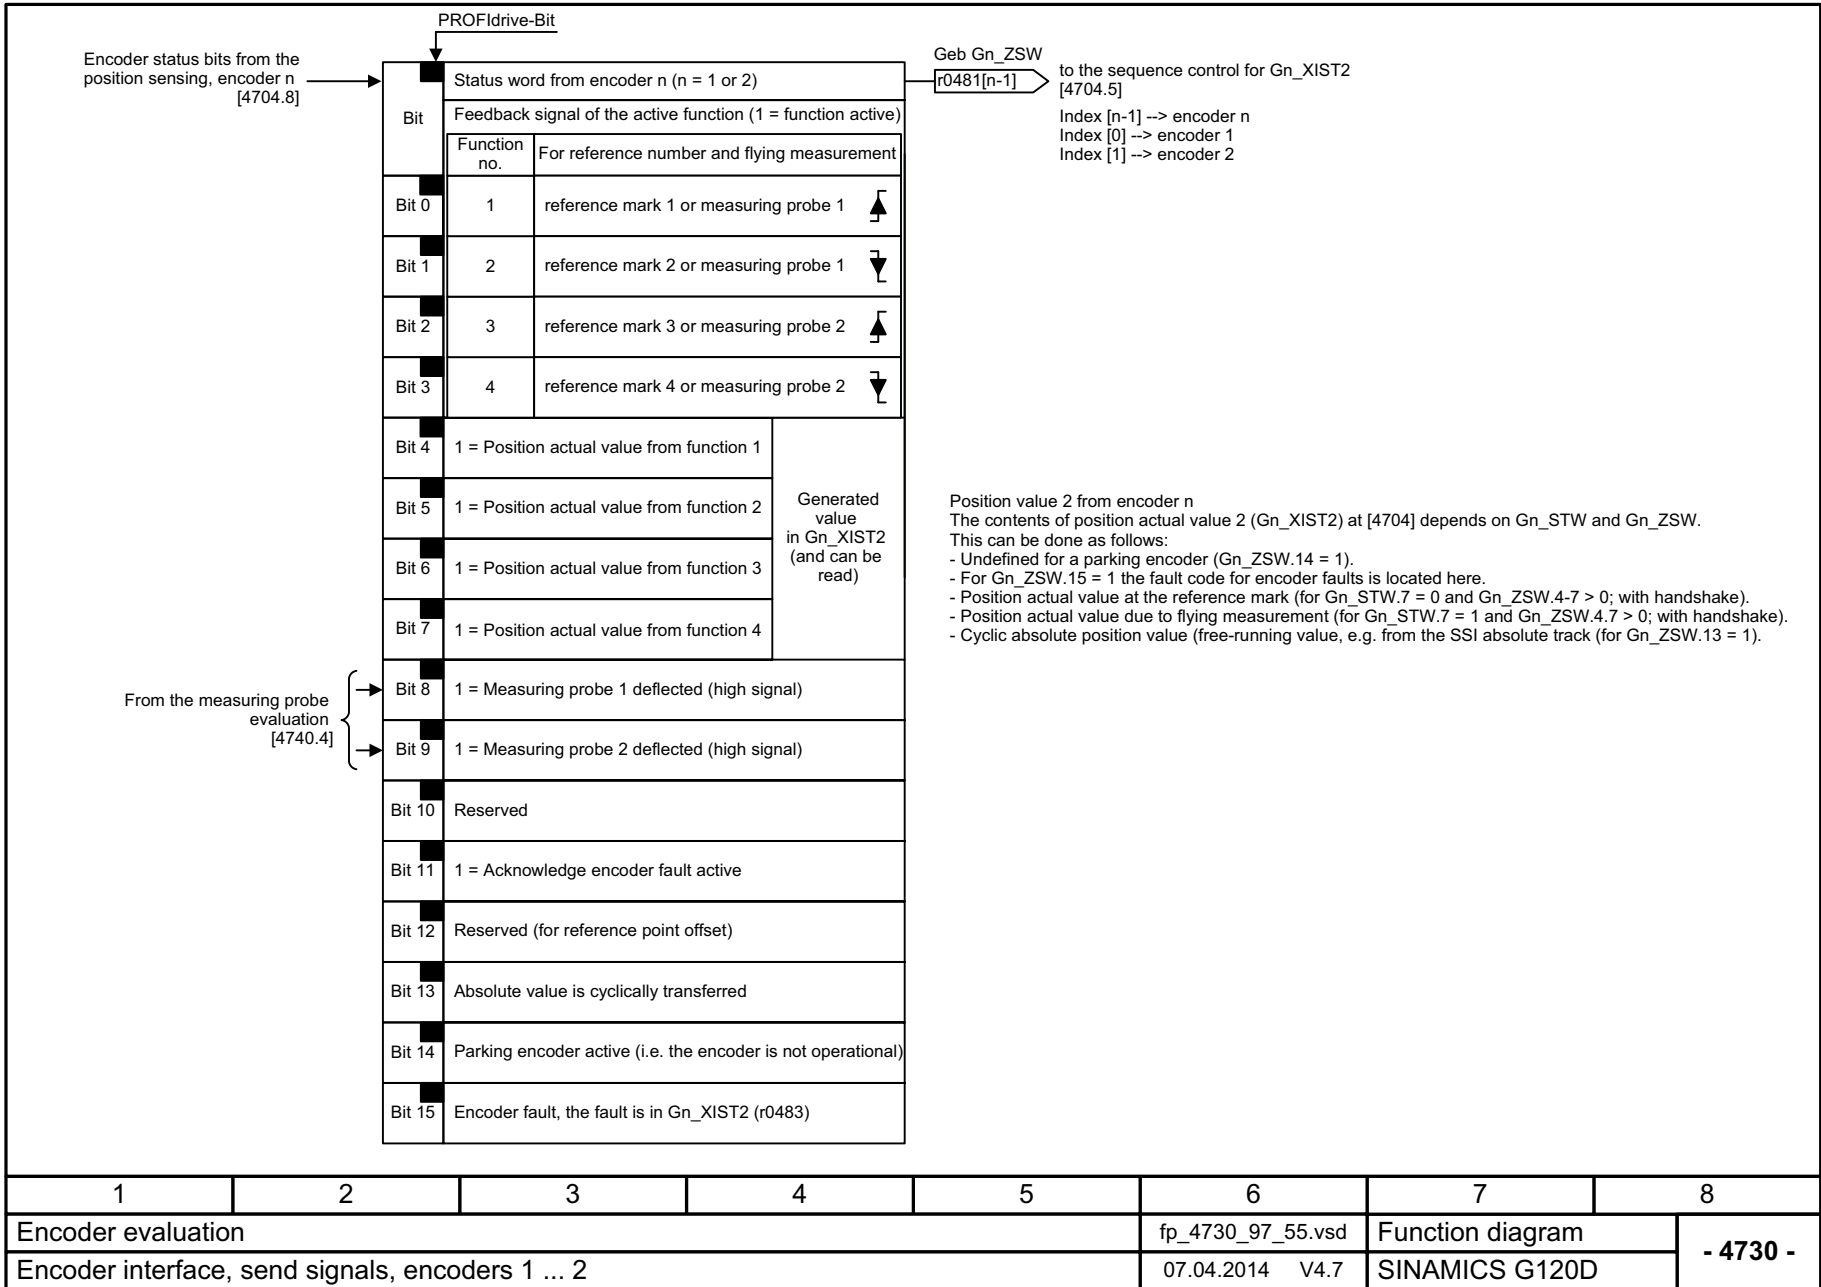 PROFIdrive-Bit
Encoder status bits from the
position sensing, encoder n
[4704.8]
Bit
Status word from encoder n (n = 1 or 2)
Geb Gn_ZSW
r0481[n-1]
to the sequence control for Gn_XIST2
[4704.5]
Index [n-1] --> encoder n
Index [0] --> encoder 1
Index [1] --> encoder 2
Feedback signal of the active function (1 = function active)
Function
no.
For reference number and flying measurement
Bit 0
1
reference mark 1 or measuring probe 1
Bit 1
2
reference mark 2 or measuring probe 1
Bit 2
3
reference mark 3 or measuring probe 2
Bit 3
4
reference mark 4 or measuring probe 2
Bit 4
1 = Position actual value from function 1
Bit 5
1 = Position actual value from function 2
Bit 6
1 = Position actual value from function 3
Bit 7
1 = Position actual value from function 4
Generated
value
in Gn_XIST2
(and can be
read)
Position value 2 from encoder n
The contents of position actual value 2 (Gn_XIST2) at [4704] depends on Gn_STW and Gn_ZSW.
This can be done as follows:
- Undefined for a parking encoder (Gn_ZSW.14 = 1).
- For Gn_ZSW.15 = 1 the fault code for encoder faults is located here.
- Position actual value at the reference mark (for Gn_STW.7 = 0 and Gn_ZSW.4-7 > 0; with handshake).
- Position actual value due to flying measurement (for Gn_STW.7 = 1 and Gn_ZSW.4.7 > 0; with handshake).
- Cyclic absolute position value (free-running value, e.g. from the SSI absolute track (for Gn_ZSW.13 = 1).
From the measuring probe
evaluation
[4740.4]
Bit 8
1 = Measuring probe 1 deflected (high signal)
Bit 9
1 = Measuring probe 2 deflected (high signal)
Bit 10
Reserved
Bit 11
1 = Acknowledge encoder fault active
Bit 12
Reserved (for reference point offset)
Bit 13
Absolute value is cyclically transferred
Bit 14
Parking encoder active (i.e. the encoder is not operational)
Bit 15
Encoder fault, the fault is in Gn_XIST2 (r0483)
1 2 3 4 5 6 7 8
Encoder evaluation
fp_4730_97_55.vsd
Function diagram
- 4730 -
Encoder interface, send signals, encoders 1 ... 2
07.04.2014 V4.7
SINAMICS G120D